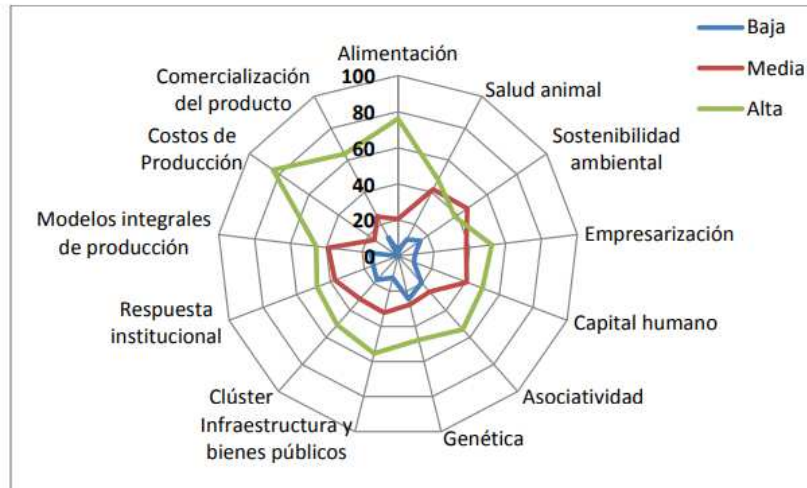 Baja
Media
Alta
Alimentación
Salud animal
Sostenibilidad
ambiental
Empresarización
Capital humano
Asociatividad
Genética
Infraestructura y
bienes públicos
Clúster
Respuesta
institucional
Modelos integrales
de producción
Costos de
Producción
Comercialización
del producto
100
80
60
40
20
0